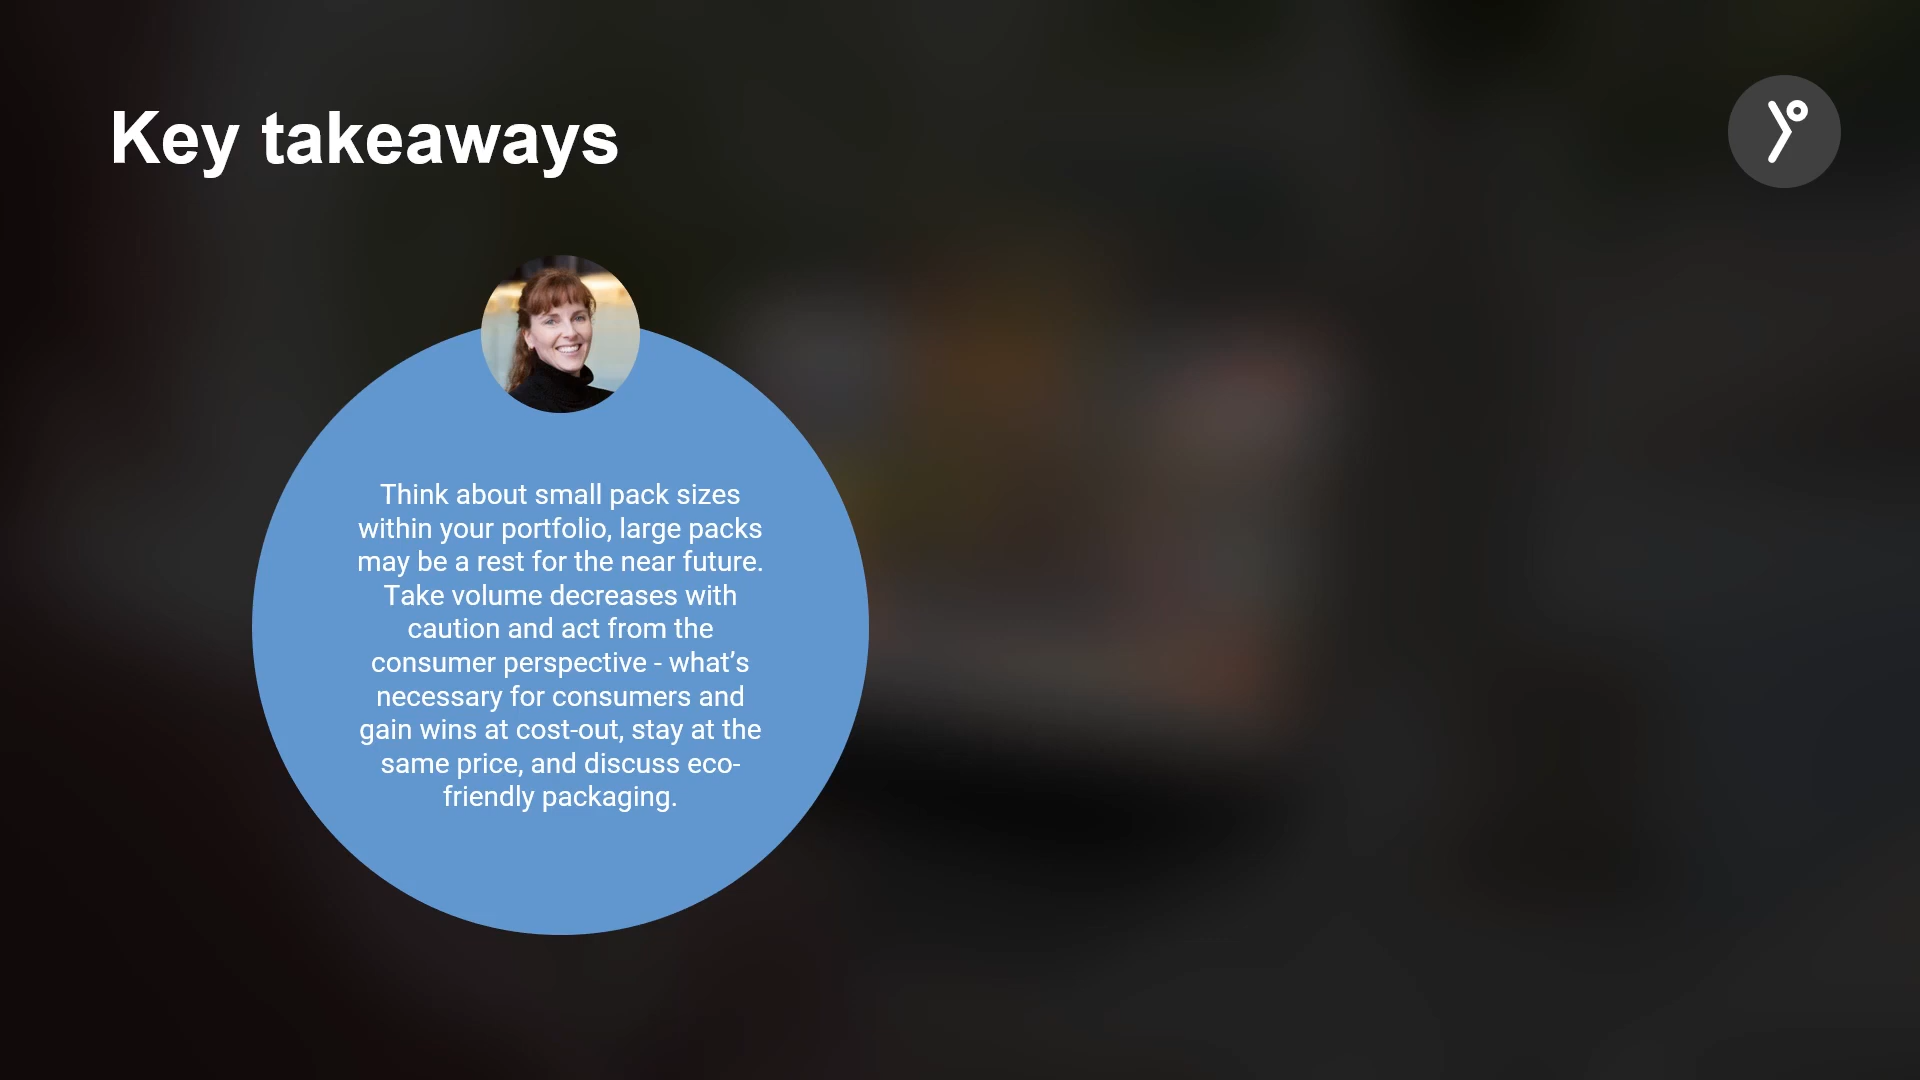 Key takeaways
Think about small pack sizes
within your portfolio, large packs
may be a rest for the near future.
Take volume decreases with
caution and act from the
consumer perspective - what’s
necessary for consumers and
gain wins at cost-out, stay at the
same price, and discuss eco-
friendly packaging.